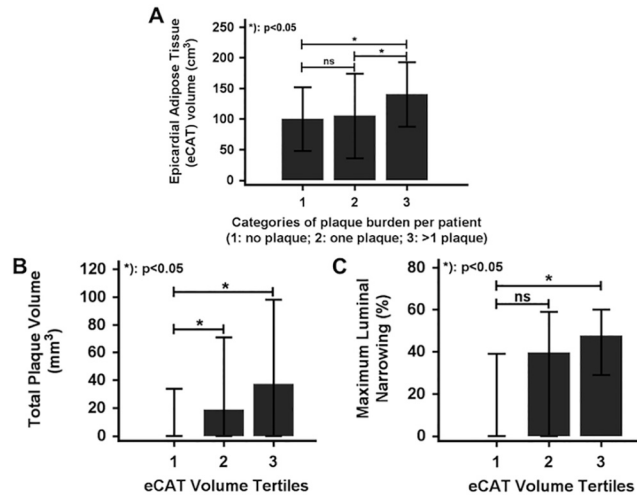 A
*): p<0.05
Epicardial Adipose Tissue
(eCAT) volume (cm³)
250
200
150
100
50
0
*
ns
*
1 2 3
Categories of plaque burden per patient
(1: no plaque; 2: one plaque; 3: >1 plaque)
B
*): p<0.05
Total Plaque Volume
(mm³)
120
100
80
60
40
20
0
*
*
1 2 3
eCAT Volume Tertiles
C
*): p<0.05
Maximum Luminal
Narrowing (%)
80
60
40
20
0
*
ns
1 2 3
eCAT Volume Tertiles